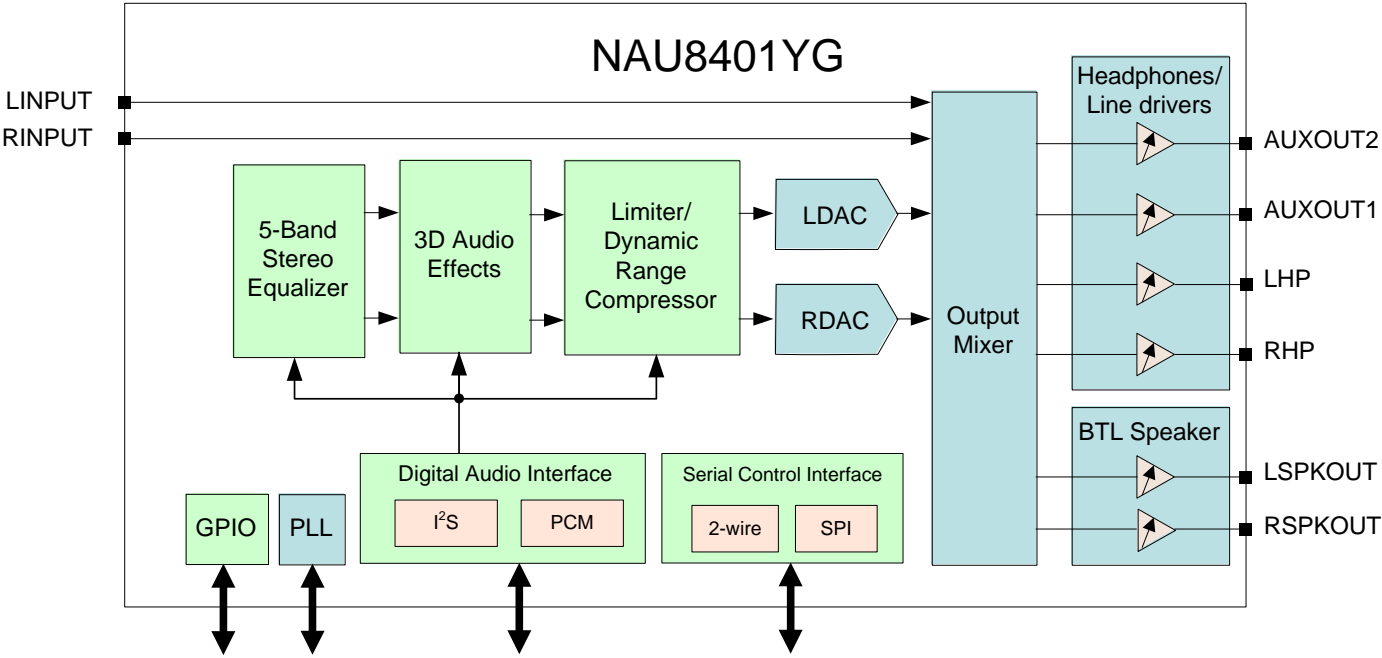 NAU8401YG
LINPUT
RINPUT
5-Band
Stereo
Equalizer
3D Audio
Effects
Limiter/
Dynamic
Range
Compressor
LDAC
RDAC
Output
Mixer
Headphones/
Line drivers
AUXOUT2
AUXOUT1
LHP
RHP
BTL Speaker
LSPKOUT
RSPKOUT
GPIO
PLL
Digital Audio Interface
I²S
PCM
Serial Control Interface
2-wire
SPI